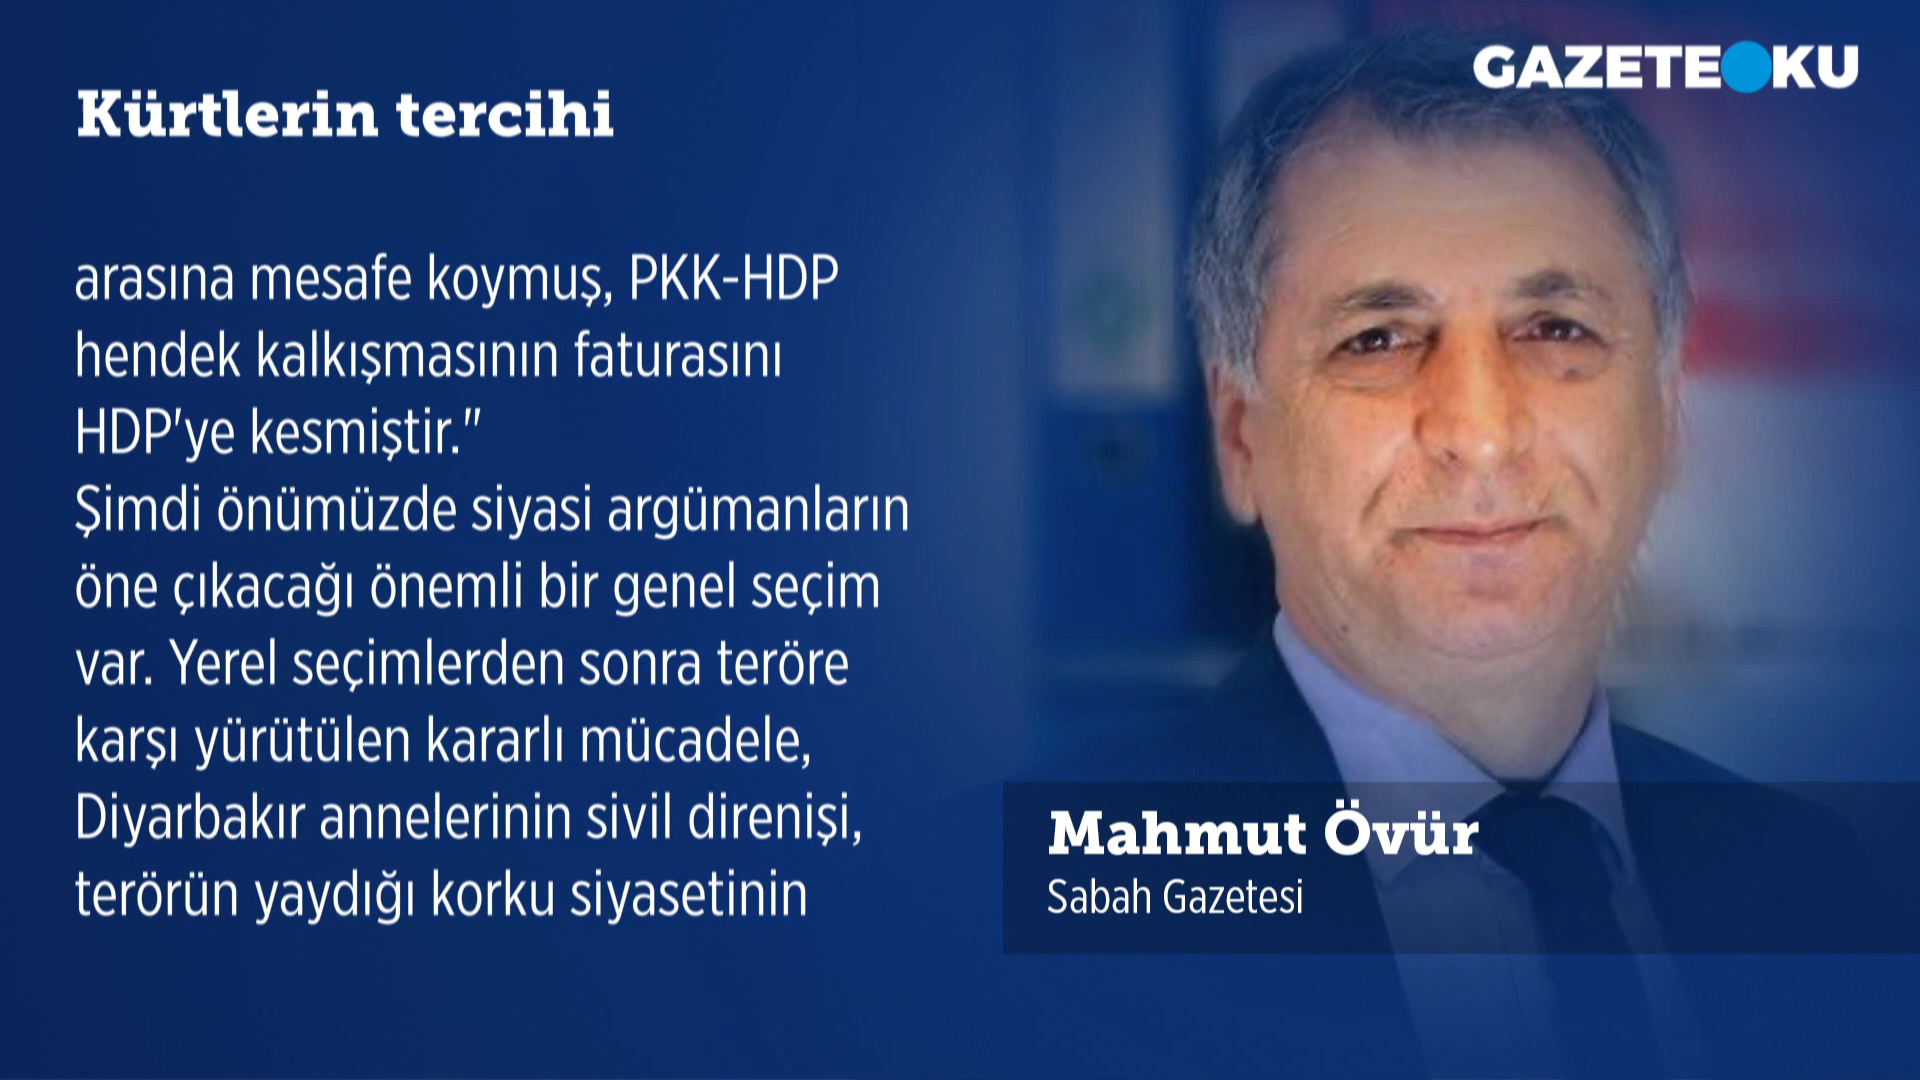 GAZETEOKU
Kürtlerin tercihi
arasına mesafe koymuş, PKK-HDP
hendek kalkışmasının faturasını
HDP'ye kesmiştir."
Şimdi önümüzde siyasi argümanların
öne çıkacağı önemli bir genel seçim
var. Yerel seçimlerden sonra teröre
karşı yürütülen kararlı mücadele,
Diyarbakır annelerinin sivil direnişi,
terörün yaydığı korku siyasetinin
Mahmut Övür
Sabah Gazetesi